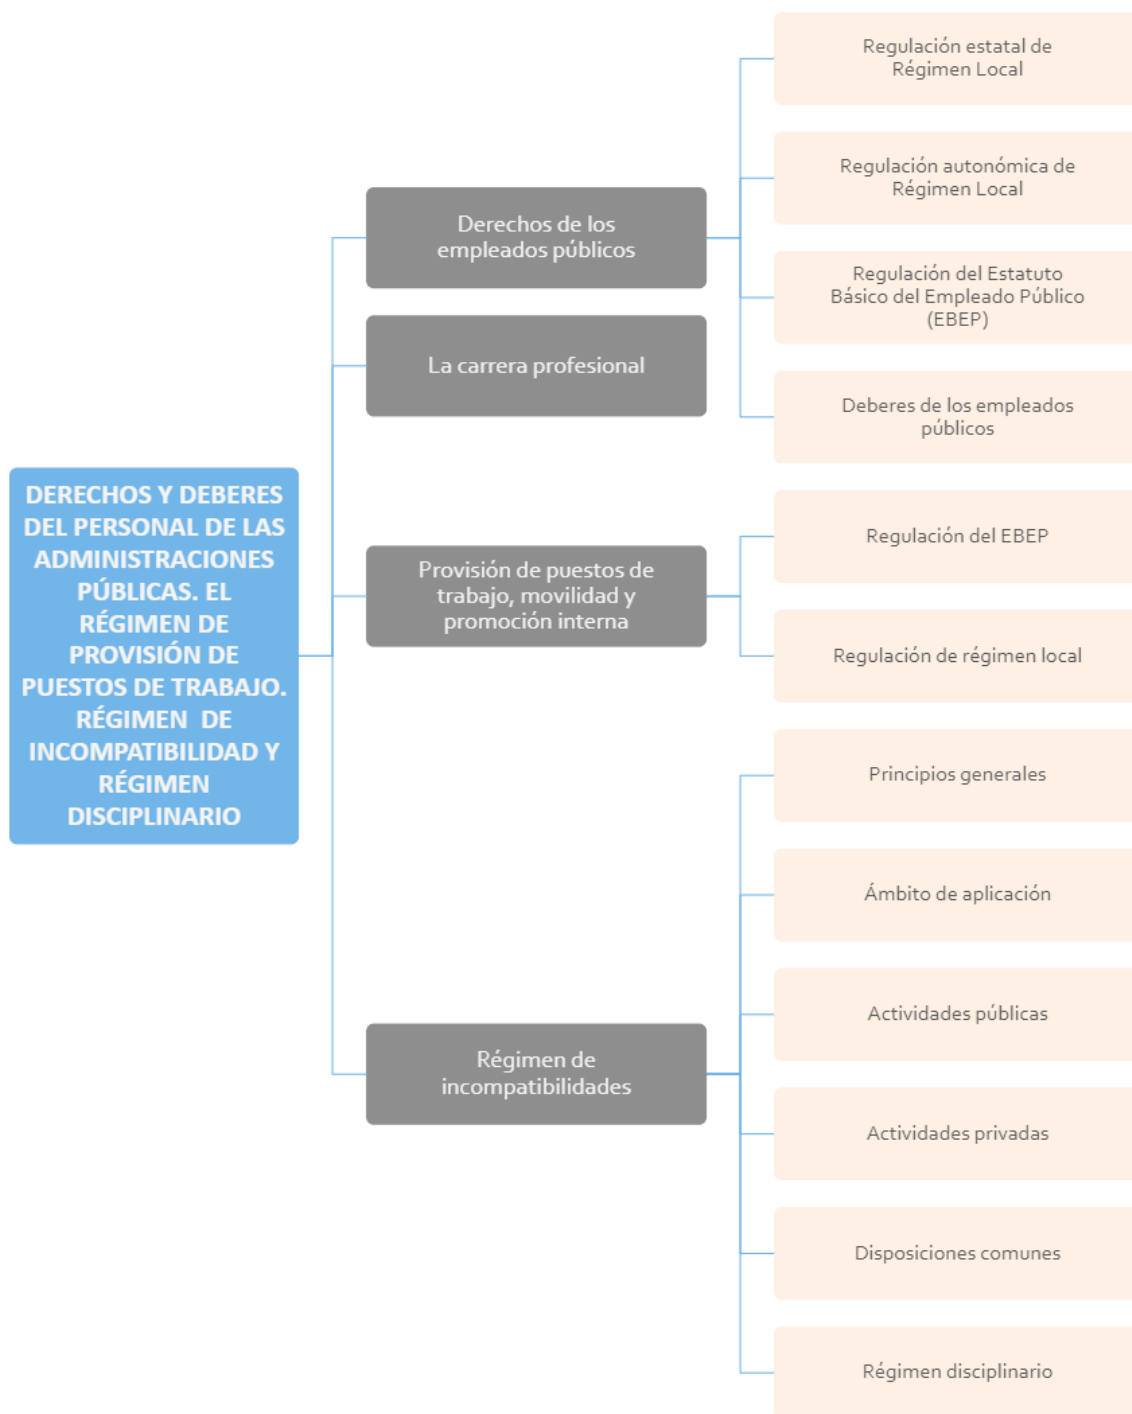 DERECHOS Y DEBERES
DEL PERSONAL DE LAS
ADMINISTRACIONES
PÚBLICAS. EL
RÉGIMEN DE
PROVISIÓN DE
PUESTOS DE TRABAJO.
RÉGIMEN DE
INCOMPATIBILIDAD Y
RÉGIMEN
DISCIPLINARIO
Derechos de los
empleados públicos
Regulación estatal de
Régimen Local
Regulación autonómica de
Régimen Local
Regulación del Estatuto
Básico del Empleado Público
(EBEP)
Deberes de los empleados
públicos
La carrera profesional
Provisión de puestos de
trabajo, movilidad y
promoción interna
Regulación del EBEP
Regulación de régimen local
Régimen de
incompatibilidades
Principios generales
Ámbito de aplicación
Actividades públicas
Actividades privadas
Disposiciones comunes
Régimen disciplinario